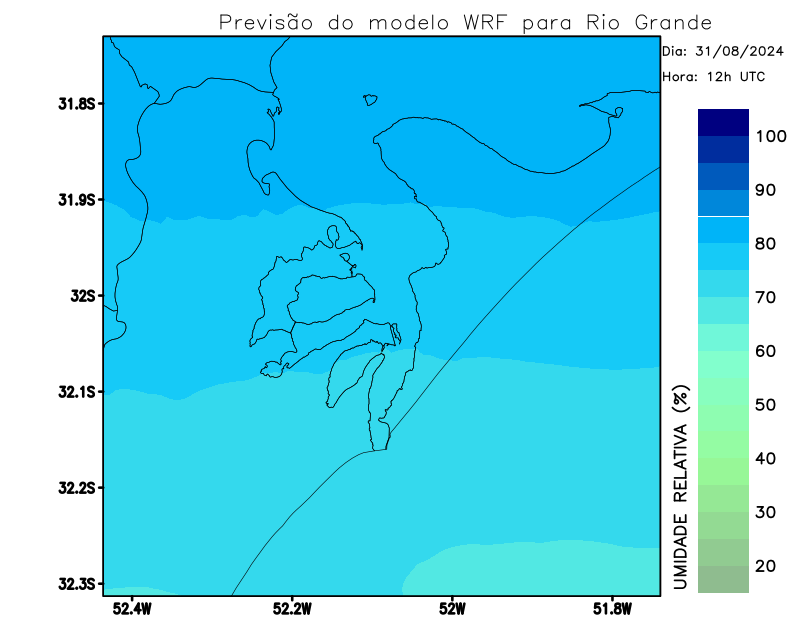 Previsão do modelo WRF para Rio Grande
Dia: 31/08/2024
Hora: 12h UTC
31.8S
31.9S
32S
32.1S
32.2S
32.3S
52.4W
52.2W
52W
51.8W
100
90
80
70
60
50
40
30
20
UMIDADE RELATIVA (%)